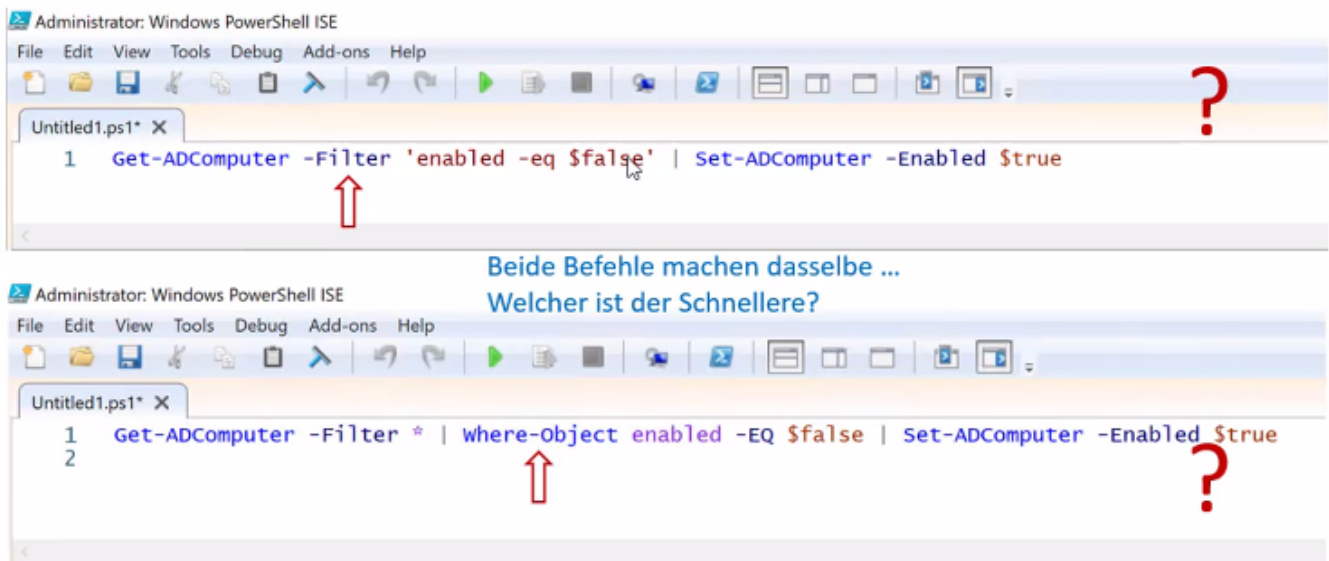 Administrator: Windows PowerShell ISE
File Edit View Tools Debug Add-ons Help
?
Untitled1.ps1* X
1 Get-ADComputer -Filter 'enabled -eq $false' | Set-ADComputer -Enabled $true
Beide Befehle machen dasselbe ...
Welcher ist der Schnellere?
Administrator: Windows PowerShell ISE
File Edit View Tools Debug Add-ons Help
Untitled1.ps1* X
1 Get-ADComputer -Filter * | Where-Object enabled -EQ $false | Set-ADComputer -Enabled $true
2
?